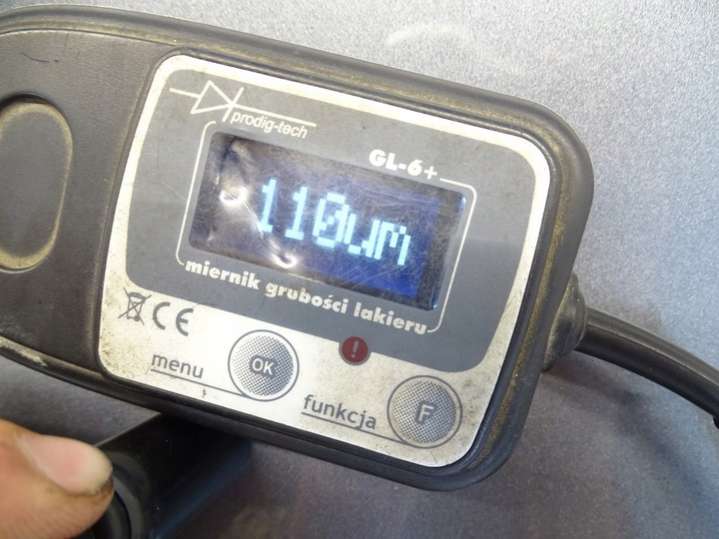 prodig-tech
GL-6+
110um
miernik grubości lakieru
CE
menu
OK
!
funkcja
F